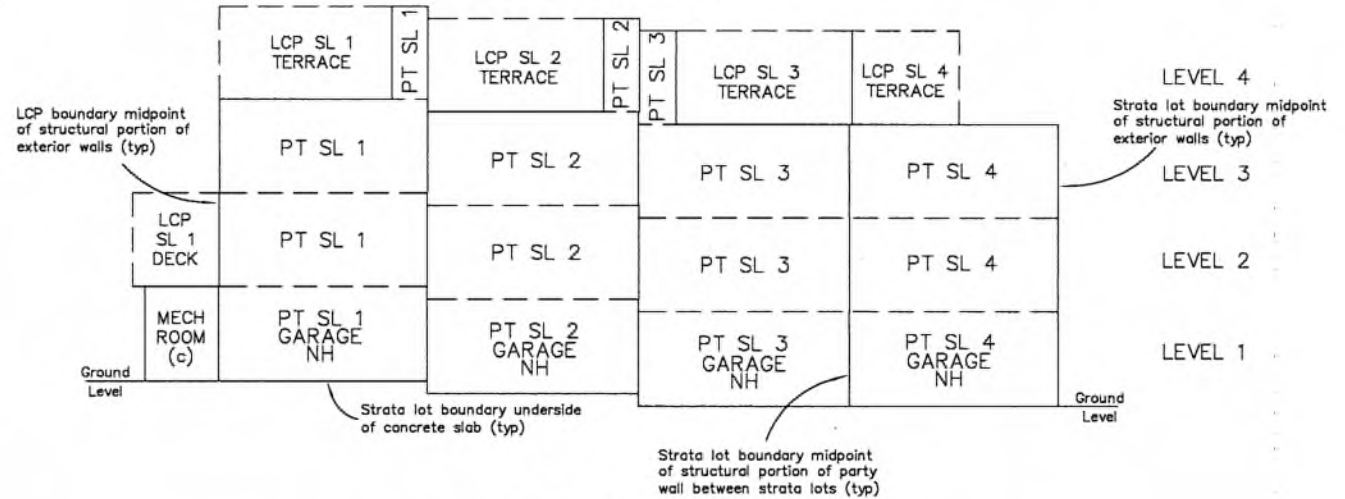 LCP SL 1
TERRACE
PT SL 1
LCP SL 2
TERRACE
PT SL 2
PT SL 3
LCP SL 3
TERRACE
LCP SL 4
TERRACE
LEVEL 4
LCP boundary midpoint
of structural portion of
exterior walls (typ)
Strata lot boundary midpoint
of structural portion of
exterior walls (typ)
PT SL 1
PT SL 2
PT SL 3
PT SL 4
LEVEL 3
LCP
SL 1
DECK
PT SL 1
PT SL 2
PT SL 3
PT SL 4
LEVEL 2
MECH
ROOM
(c)
PT SL 1
GARAGE
NH
PT SL 2
GARAGE
NH
PT SL 3
GARAGE
NH
PT SL 4
GARAGE
NH
LEVEL 1
Ground
Level
Ground
Level
Strata lot boundary underside
of concrete slab (typ)
Strata lot boundary midpoint
of structural portion of party
wall between strata lots (typ)